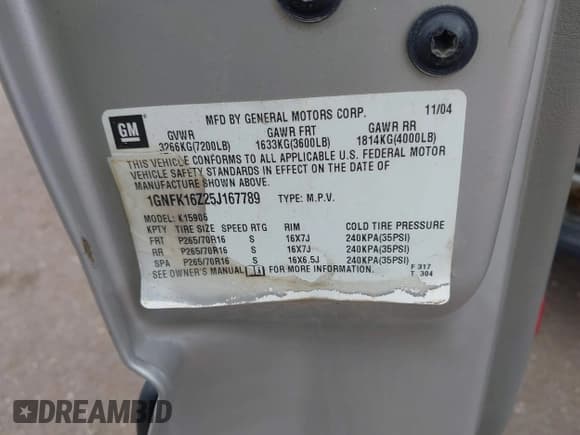 MFD BY GENERAL MOTORS CORP. 11/04
GM
GVWR GAWR FRT GAWR RR
3266KG(7200LB) 1633KG(3600LB) 1814KG(4000LB)
THIS VEHICLE CONFORMS TO ALL APPLICABLE U.S. FEDERAL MOTOR
VEHICLE SAFETY STANDARDS IN EFFECT ON THE DATE OF
MANUFACTURE SHOWN ABOVE.
1GNFK16Z25J167789 TYPE: M.P.V.
MODEL: K15906
KPTY TIRE SIZE SPEED RTG RIM COLD TIRE PRESSURE
FRT P265/70R16 S 16X7J 240KPA(35PSI)
RR P265/70R16 S 16X7J 240KPA(35PSI)
SPA P265/70R16 S 16X6.5J 240KPA(35PSI)
SEE OWNER'S MANUAL FOR MORE INFORMATION.
F 317
T 304
DREAMBID